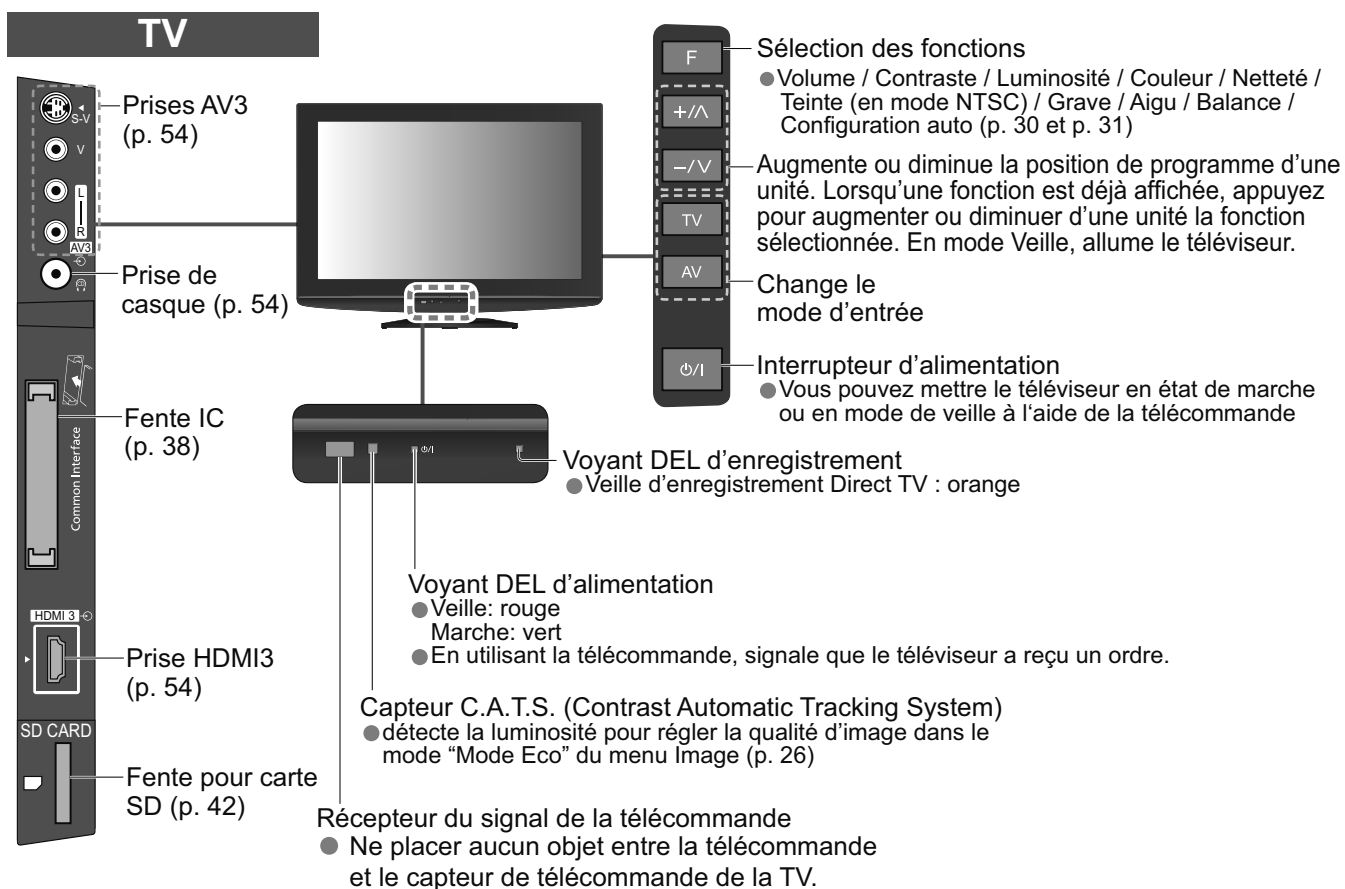 TV
S-V
V
L
R
AV3
Prises AV3
(p. 54)
Prise de
casque (p. 54)
Common Interface
Fente IC
(p. 38)
HDMI 3
Prise HDMI3
(p. 54)
SD CARD
Fente pour carte
SD (p. 42)
F
+/∧
−/∨
TV
AV
⏻/I
Sélection des fonctions
●Volume / Contraste / Luminosité / Couleur / Netteté /
Teinte (en mode NTSC) / Grave / Aigu / Balance /
Configuration auto (p. 30 et p. 31)
Augmente ou diminue la position de programme d’une
unité. Lorsqu’une fonction est déjà affichée, appuyez
pour augmenter ou diminuer d’une unité la fonction
sélectionnée. En mode Veille, allume le téléviseur.
Change le
mode d’entrée
Interrupteur d’alimentation
●Vous pouvez mettre le téléviseur en état de marche
ou en mode de veille à l‘aide de la télécommande
⏻/I
Voyant DEL d’enregistrement
●Veille d’enregistrement Direct TV : orange
Voyant DEL d’alimentation
●Veille: rouge
Marche: vert
●En utilisant la télécommande, signale que le téléviseur a reçu un ordre.
Capteur C.A.T.S. (Contrast Automatic Tracking System)
●détecte la luminosité pour régler la qualité d’image dans le
mode “Mode Eco” du menu Image (p. 26)
Récepteur du signal de la télécommande
● Ne placer aucun objet entre la télécommande
et le capteur de télécommande de la TV.